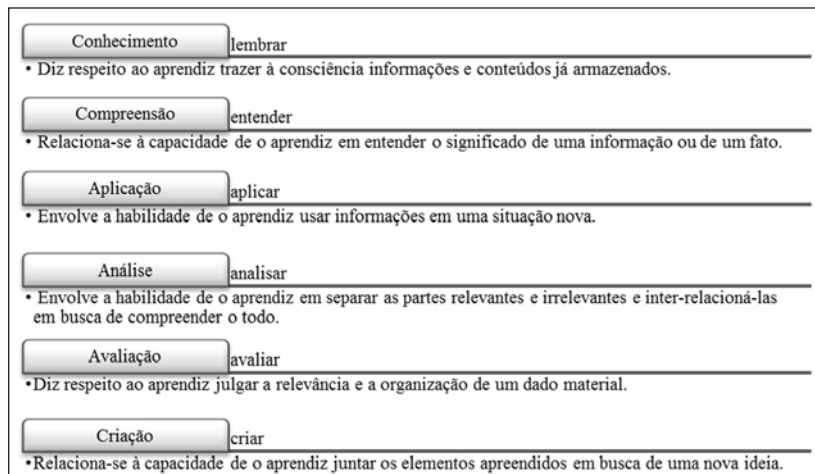 Conhecimento lembrar
• Diz respeito ao aprendiz trazer à consciência informações e conteúdos já armazenados.
Compreensão entender
• Relaciona-se à capacidade de o aprendiz em entender o significado de uma informação ou de um fato.
Aplicação aplicar
• Envolve a habilidade de o aprendiz usar informações em uma situação nova.
Análise analisar
• Envolve a habilidade de o aprendiz em separar as partes relevantes e irrelevantes e inter-relacioná-las
em busca de compreender o todo.
Avaliação avaliar
•Diz respeito ao aprendiz julgar a relevância e a organização de um dado material.
Criação criar
•Relaciona-se à capacidade de o aprendiz juntar os elementos apreendidos em busca de uma nova ideia.